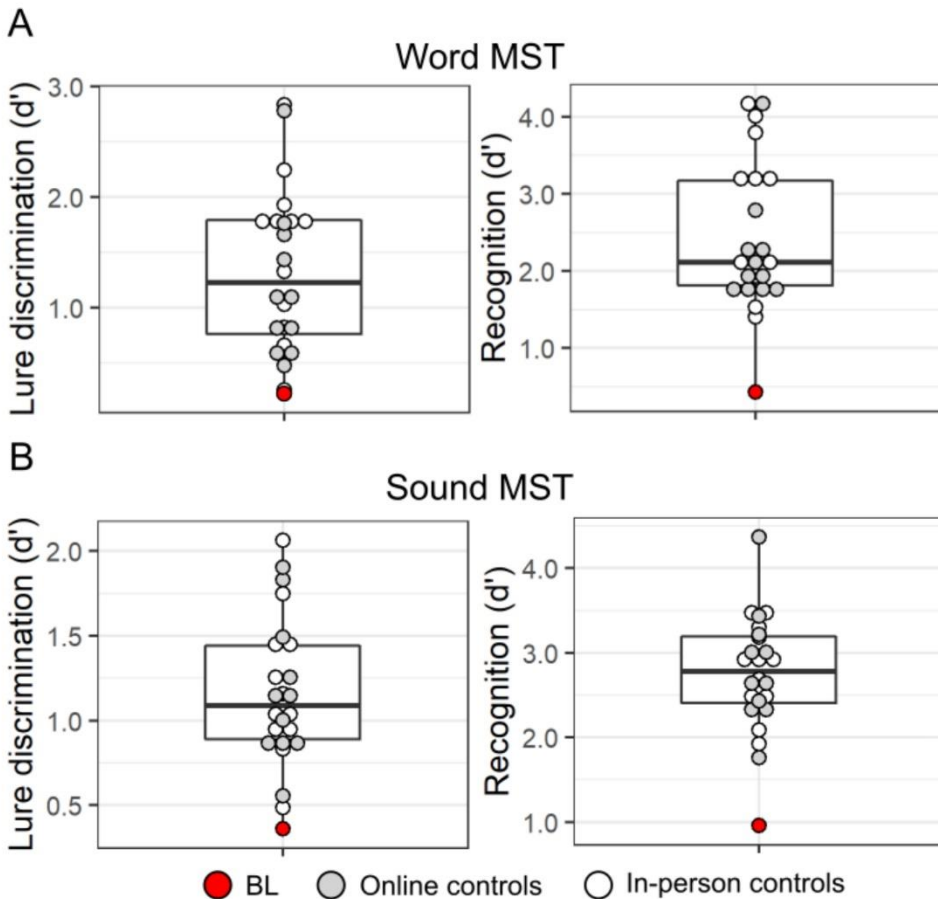 A
Word MST
Lure discrimination (d')
3.0
2.0
1.0
Recognition (d')
4.0
3.0
2.0
1.0
B
Sound MST
Lure discrimination (d')
2.0
1.5
1.0
0.5
Recognition (d')
4.0
3.0
2.0
1.0
BL Online controls In-person controls